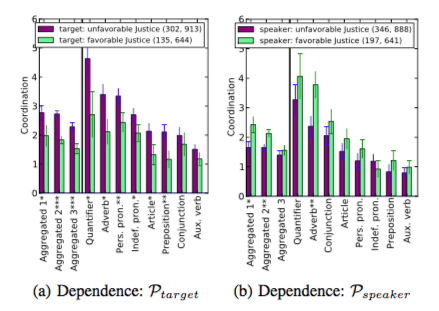 target: unfavorable Justice (302, 913)
target: favorable Justice (135, 644)
Coordination
6
5
4
3
2
1
0
Aggregated 1*
Aggregated 2***
Aggregated 3***
Quantifier*
Adverb*
Pers. pron.**
Indef. pron.*
Article*
Preposition**
Conjunction
Aux. verb
(a) Dependence: P_target
speaker: unfavorable Justice (346, 888)
speaker: favorable Justice (197, 641)
Coordination
6
5
4
3
2
1
0
Aggregated 1*
Aggregated 2**
Aggregated 3
Quantifier
Adverb**
Conjunction
Article
Pers. pron.
Indef. pron.
Preposition
Aux. verb
(b) Dependence: P_speaker